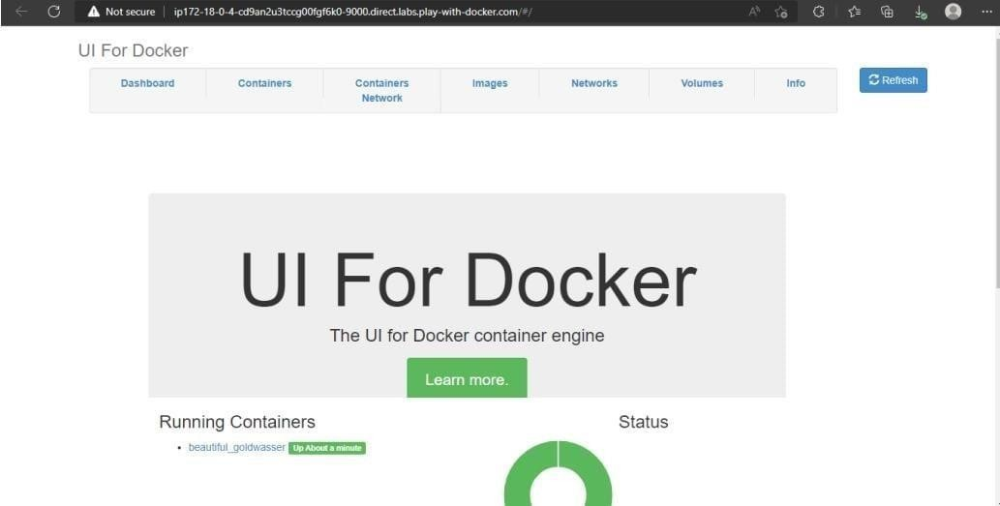 Not secure
ip172-18-0-4-cd9an2u3tccg00fgf6k0-9000.direct.labs.play-with-docker.com/#/
UI For Docker
Dashboard
Containers
Containers
Network
Images
Networks
Volumes
Info
Refresh
UI For Docker
The UI for Docker container engine
Learn more.
Running Containers
Status
beautiful_goldwasser Up About a minute